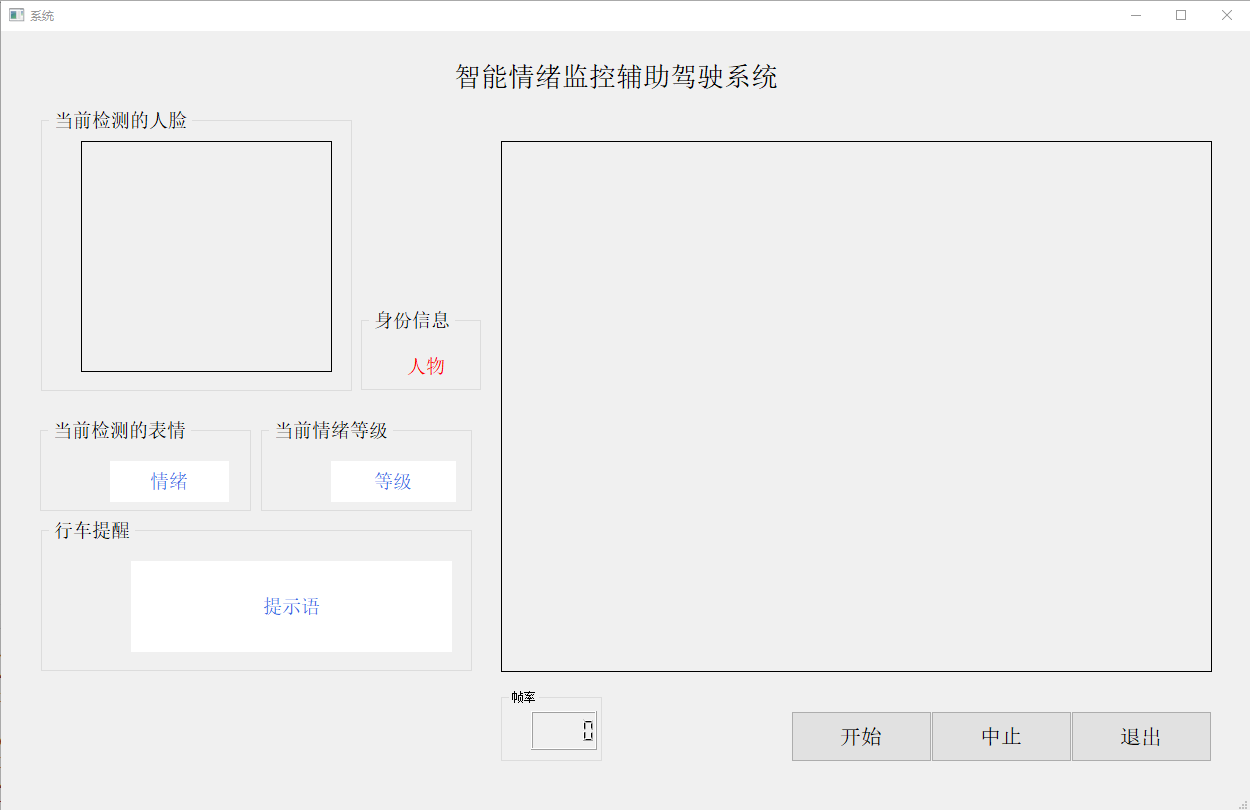 系统
智能情绪监控辅助驾驶系统
当前检测的人脸
身份信息
人物
当前检测的表情
情绪
当前情绪等级
等级
行车提醒
提示语
帧率
0
开始
中止
退出